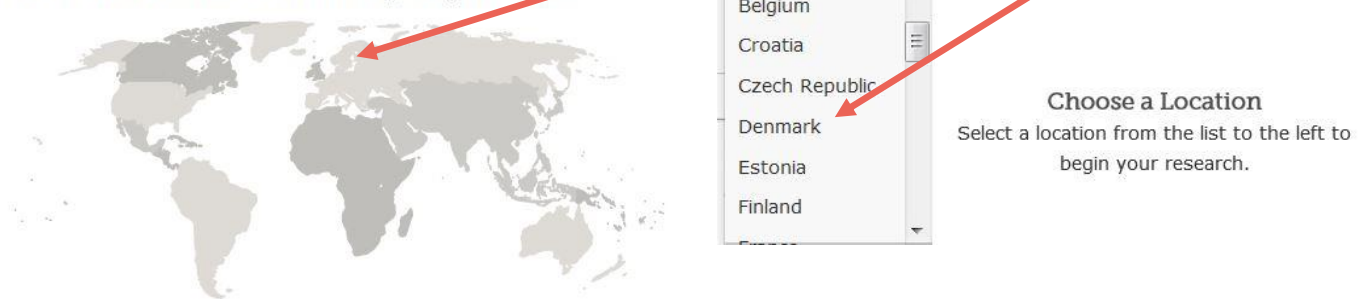 Belgium
Croatia
Czech Republic
Denmark
Estonia
Finland
Choose a Location
Select a location from the list to the left to
begin your research.